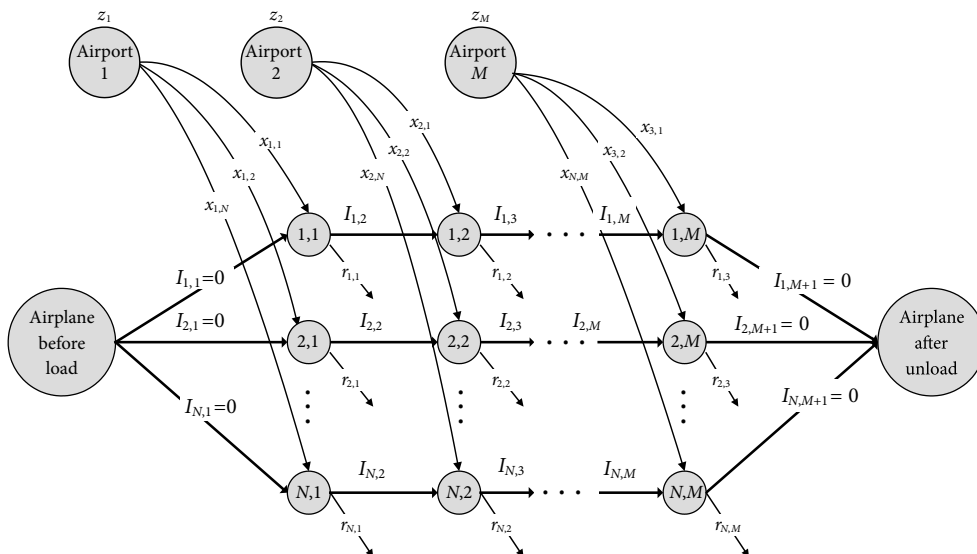 z1
z2
zM
Airport
1
Airport
2
Airport
M
x1,1
x1,2
x1,N
x2,1
x2,2
x2,N
x3,1
x3,2
xN,M
1,1
I1,2
1,2
I1,3
I1,M
1,M
r1,1
r1,2
r1,3
I1,1=0
I1,M+1 = 0
Airplane
before
load
I2,1=0
2,1
I2,2
2,2
I2,3
I2,M
2,M
I2,M+1 = 0
Airplane
after
unload
r2,1
r2,2
r2,3
IN,1=0
IN,M+1 = 0
N,1
IN,2
N,2
IN,3
IN,M
N,M
rN,1
rN,2
rN,M